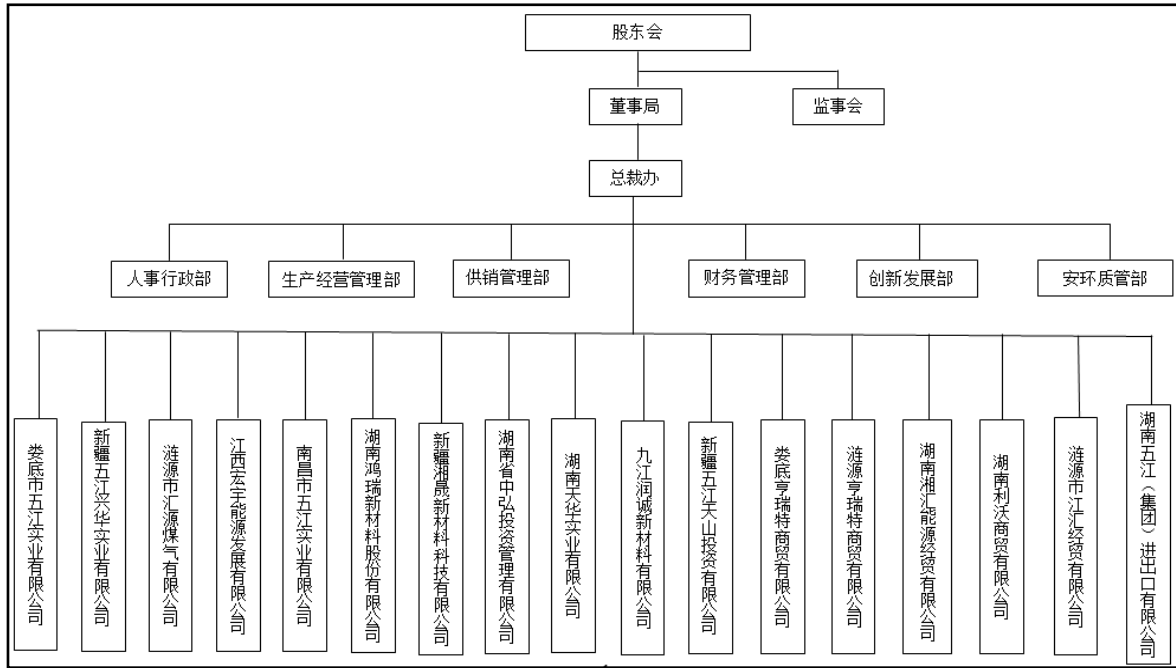 股东会
董事局
监事会
总裁办
人事行政部
生产经营管理部
供销管理部
财务管理部
创新发展部
安环质管部
娄底市五江实业有限公司
新疆五江兴华实业有限公司
涟源市汇源煤气有限公司
江西宏宇能源发展有限公司
南昌市五江实业有限公司
湖南鸿瑞新材料股份有限公司
新疆湘晟新材料科技有限公司
湖南省中弘投资管理有限公司
湖南天华实业有限公司
九江润诚新材料有限公司
新疆五江天山投资有限公司
娄底亨瑞特商贸有限公司
涟源亨瑞特商贸有限公司
湖南湘汇能源经贸有限公司
湖南利沃商贸有限公司
涟源市江汇经贸有限公司
湖南五江（集团）进出口有限公司